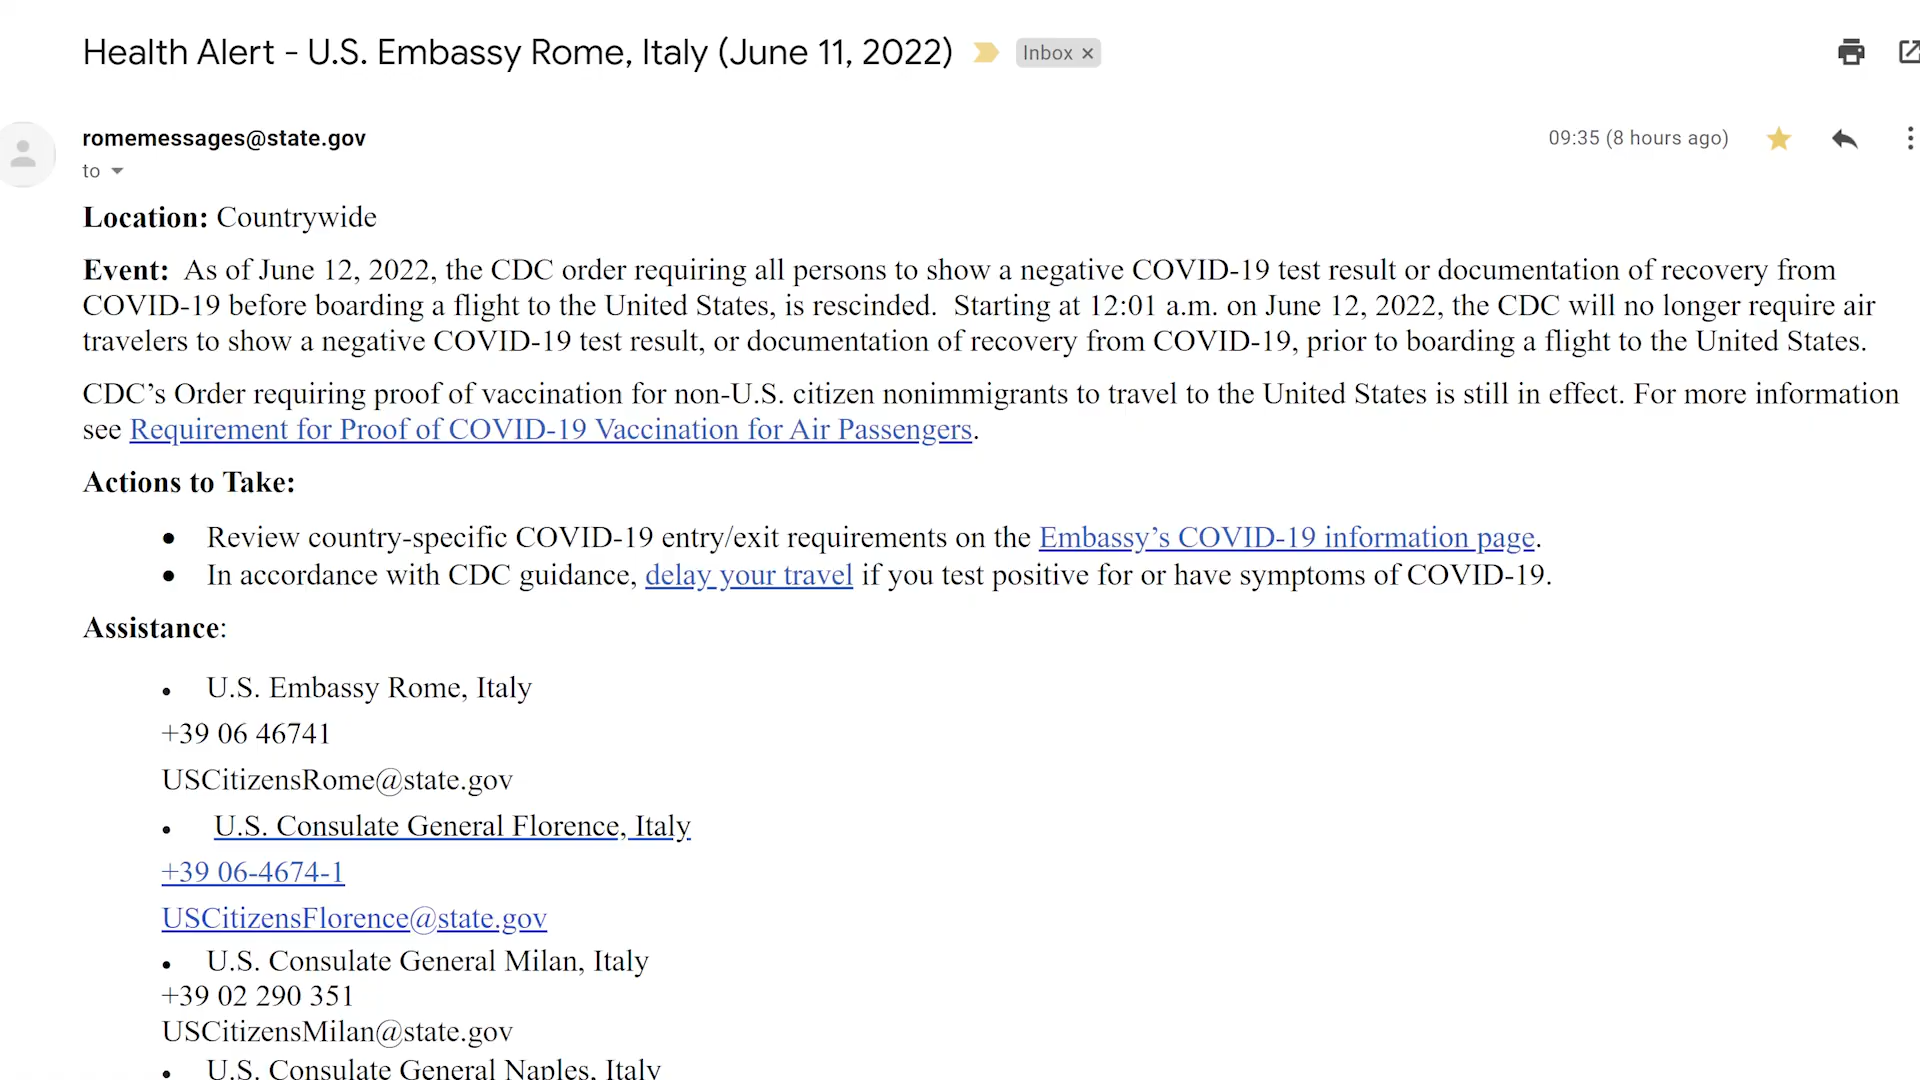 Health Alert - U.S. Embassy Rome, Italy (June 11, 2022) Inbox ×
romemessages@state.gov 09:35 (8 hours ago)
to
Location: Countrywide
Event: As of June 12, 2022, the CDC order requiring all persons to show a negative COVID-19 test result or documentation of recovery from
COVID-19 before boarding a flight to the United States, is rescinded. Starting at 12:01 a.m. on June 12, 2022, the CDC will no longer require air
travelers to show a negative COVID-19 test result, or documentation of recovery from COVID-19, prior to boarding a flight to the United States.
CDC’s Order requiring proof of vaccination for non-U.S. citizen nonimmigrants to travel to the United States is still in effect. For more information
see Requirement for Proof of COVID-19 Vaccination for Air Passengers.
Actions to Take:
• Review country-specific COVID-19 entry/exit requirements on the Embassy’s COVID-19 information page.
• In accordance with CDC guidance, delay your travel if you test positive for or have symptoms of COVID-19.
Assistance:
• U.S. Embassy Rome, Italy
+39 06 46741
USCitizensRome@state.gov
• U.S. Consulate General Florence, Italy
+39 06-4674-1
USCitizensFlorence@state.gov
• U.S. Consulate General Milan, Italy
+39 02 290 351
USCitizensMilan@state.gov
• U.S. Consulate General Naples, Italy